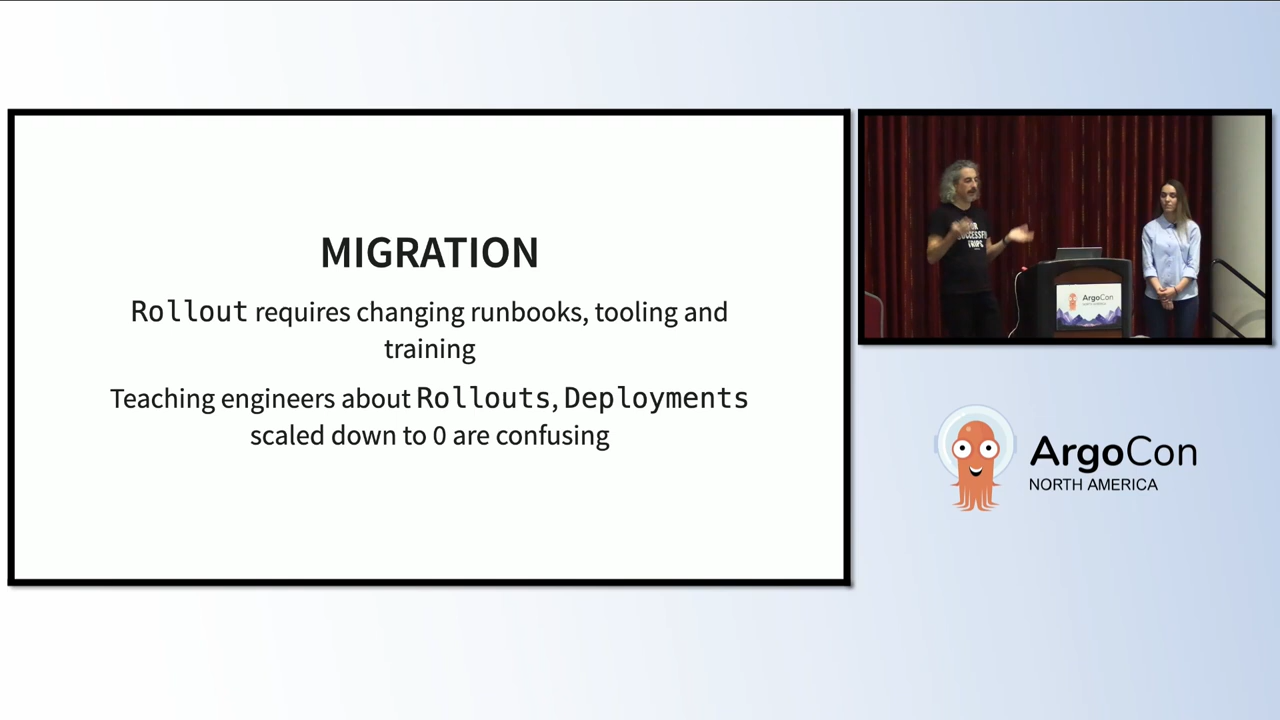 MIGRATION
Rollout requires changing runbooks, tooling and
training
Teaching engineers about Rollouts, Deployments
scaled down to 0 are confusing
ArgoCon
ArgoCon
NORTH AMERICA